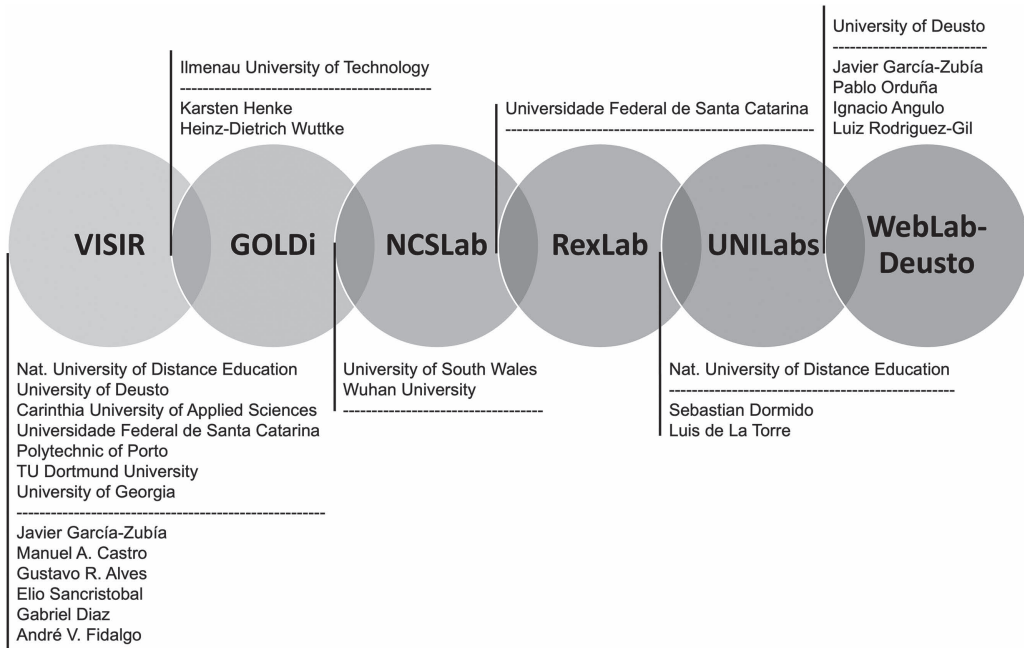 University of Deusto
--------------------------
Javier García-Zubía
Pablo Orduña
Ignacio Angulo
Luiz Rodriguez-Gil
Ilmenau University of Technology
------------------------------------------
Karsten Henke
Heinz-Dietrich Wuttke
Universidade Federal de Santa Catarina
----------------------------------------------------
VISIR
GOLDi
NCSLab
RexLab
UNILabs
WebLab-
Deusto
Nat. University of Distance Education
University of Deusto
Carinthia University of Applied Sciences
Universidade Federal de Santa Catarina
Polytechnic of Porto
TU Dortmund University
University of Georgia
----------------------------------------------------
Javier García-Zubía
Manuel A. Castro
Gustavo R. Alves
Elio Sancristobal
Gabriel Diaz
André V. Fidalgo
University of South Wales
Wuhan University
----------------------------------
Nat. University of Distance Education
------------------------------------------------
Sebastian Dormido
Luis de La Torre